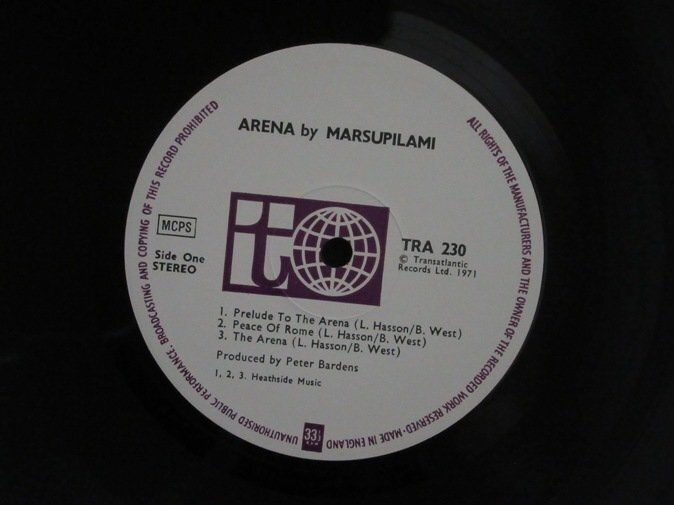 ARENA by MARSUPILAMI
MCPS
Side One
STEREO
it
TRA 230
© Transatlantic
Records Ltd. 1971
1. Prelude To The Arena (L. Hasson/B. West)
2. Peace Of Rome (L. Hasson/B. West)
3. The Arena (L. Hasson/B. West)
Produced by Peter Bardens
1, 2, 3. Heathside Music
33⅓
ALL RIGHTS OF THE MANUFACTURERS AND THE OWNER OF THE RECORDED WORK RESERVED · MADE IN ENGLAND
UNAUTHORISED PUBLIC PERFORMANCE, BROADCASTING AND COPYING OF THIS RECORD PROHIBITED